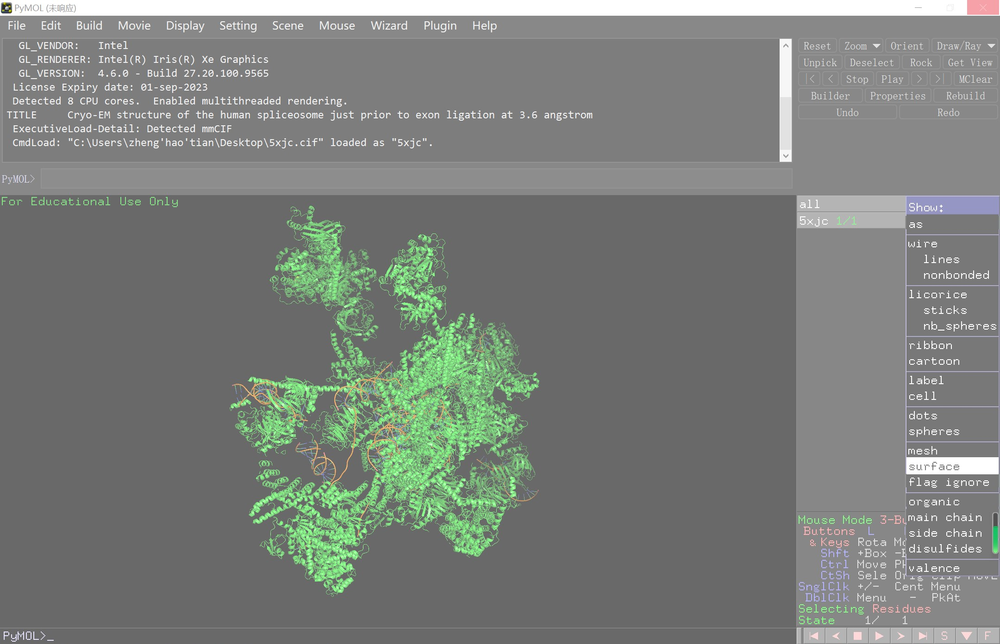 PyMOL (未响应)
File Edit Build Movie Display Setting Scene Mouse Wizard Plugin Help
GL_VENDOR: Intel
GL_RENDERER: Intel(R) Iris(R) Xe Graphics
GL_VERSION: 4.6.0 - Build 27.20.100.9565
License Expiry date: 01-sep-2023
Detected 8 CPU cores. Enabled multithreaded rendering.
TITLE Cryo-EM structure of the human spliceosome just prior to exon ligation at 3.6 angstrom
ExecutiveLoad-Detail: Detected mmCIF
CmdLoad: "C:\Users\zheng'hao'tian\Desktop\5xjc.cif" loaded as "5xjc".
Reset Zoom Orient Draw/Ray
Unpick Deselect Rock Get View
|< < Stop Play > >| MClear
Builder Properties Rebuild
Undo Redo
PyMOL>
For Educational Use Only
all
5xjc 1/1
Show:
as
wire
lines
nonbonded
licorice
sticks
nb_spheres
ribbon
cartoon
label
cell
dots
spheres
mesh
surface
flag ignore
organic
main chain
side chain
disulfides
valence
Mouse Mode 3-Bu
Buttons L
& Keys Rota Mo
Shft +Box -B
Ctrl Move Pk
CtSh Sele Orig Clip MovZ
SnglClk +/- Cent Menu
DblClk Menu - PkAt
Selecting Residues
State 1/ 1
PyMOL>_
S F